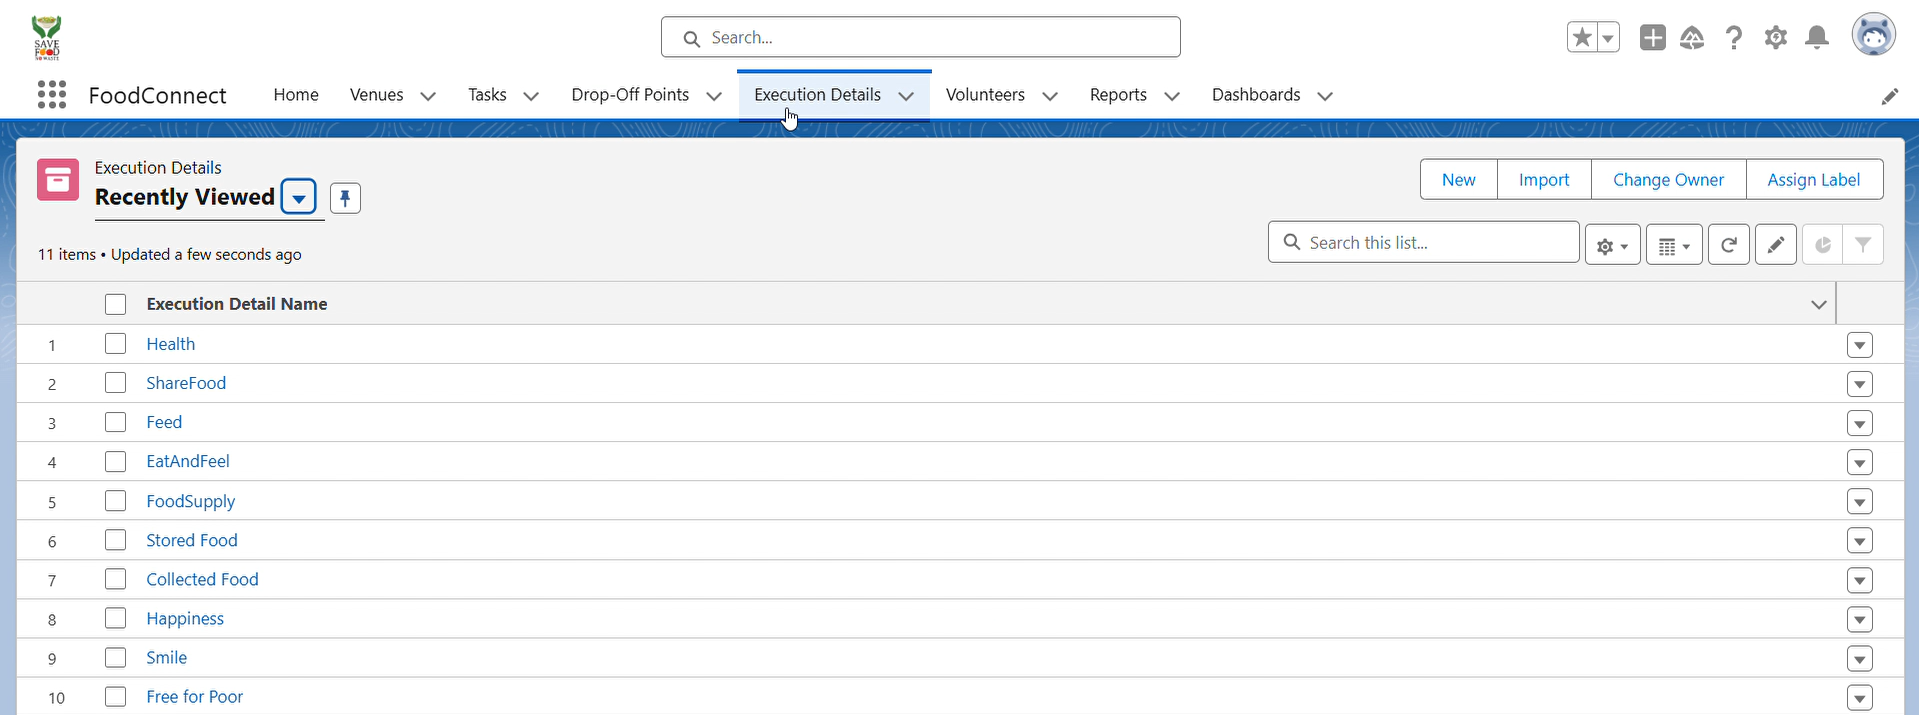 SAVE
FOOD
NO WASTE
Search...
FoodConnect
Home
Venues
Tasks
Drop-Off Points
Execution Details
Volunteers
Reports
Dashboards
Execution Details
Recently Viewed
New
Import
Change Owner
Assign Label
11 items • Updated a few seconds ago
Search this list...
Execution Detail Name
1 Health
2 ShareFood
3 Feed
4 EatAndFeel
5 FoodSupply
6 Stored Food
7 Collected Food
8 Happiness
9 Smile
10 Free for Poor